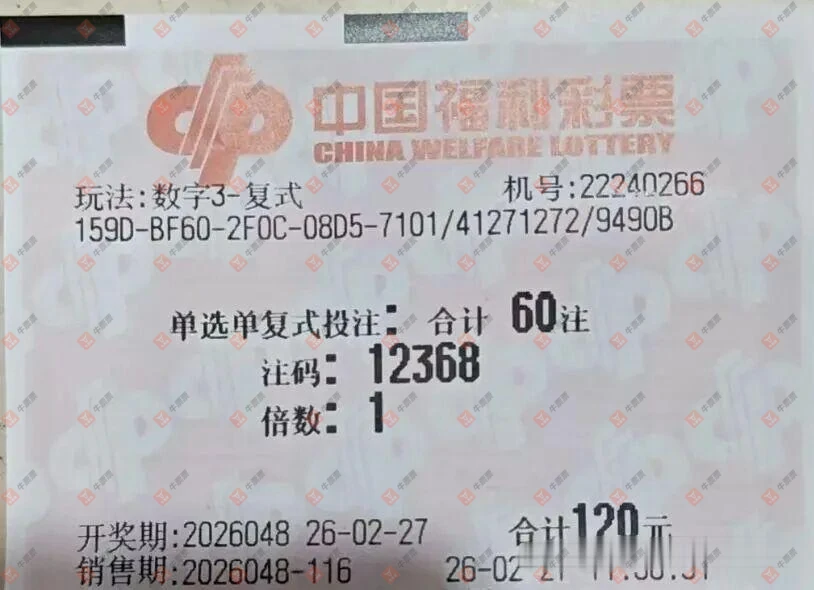 中国福利彩票
CHINA WELFARE LOTTERY
玩法:数字3-复式 机号:22240266
159D-BF60-2F0C-08D5-7101/41271272/9490B
单选单复式投注: 合计 60注
注码: 12368
倍数: 1
开奖期:2026048 26-02-27 合计120元
销售期:2026048-116 26-02